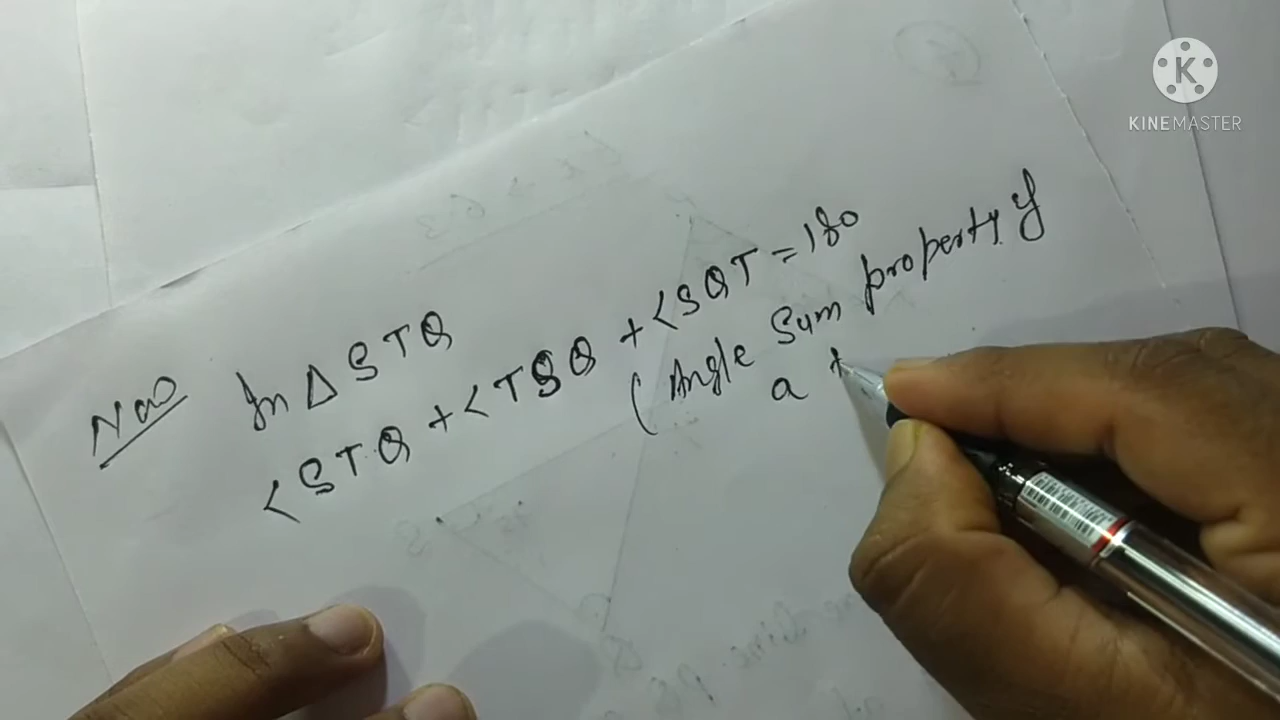 KINEMASTER
Now In Δ STQ
<STQ + <TSQ + <SQT = 180
(Angle Sum property of
a t